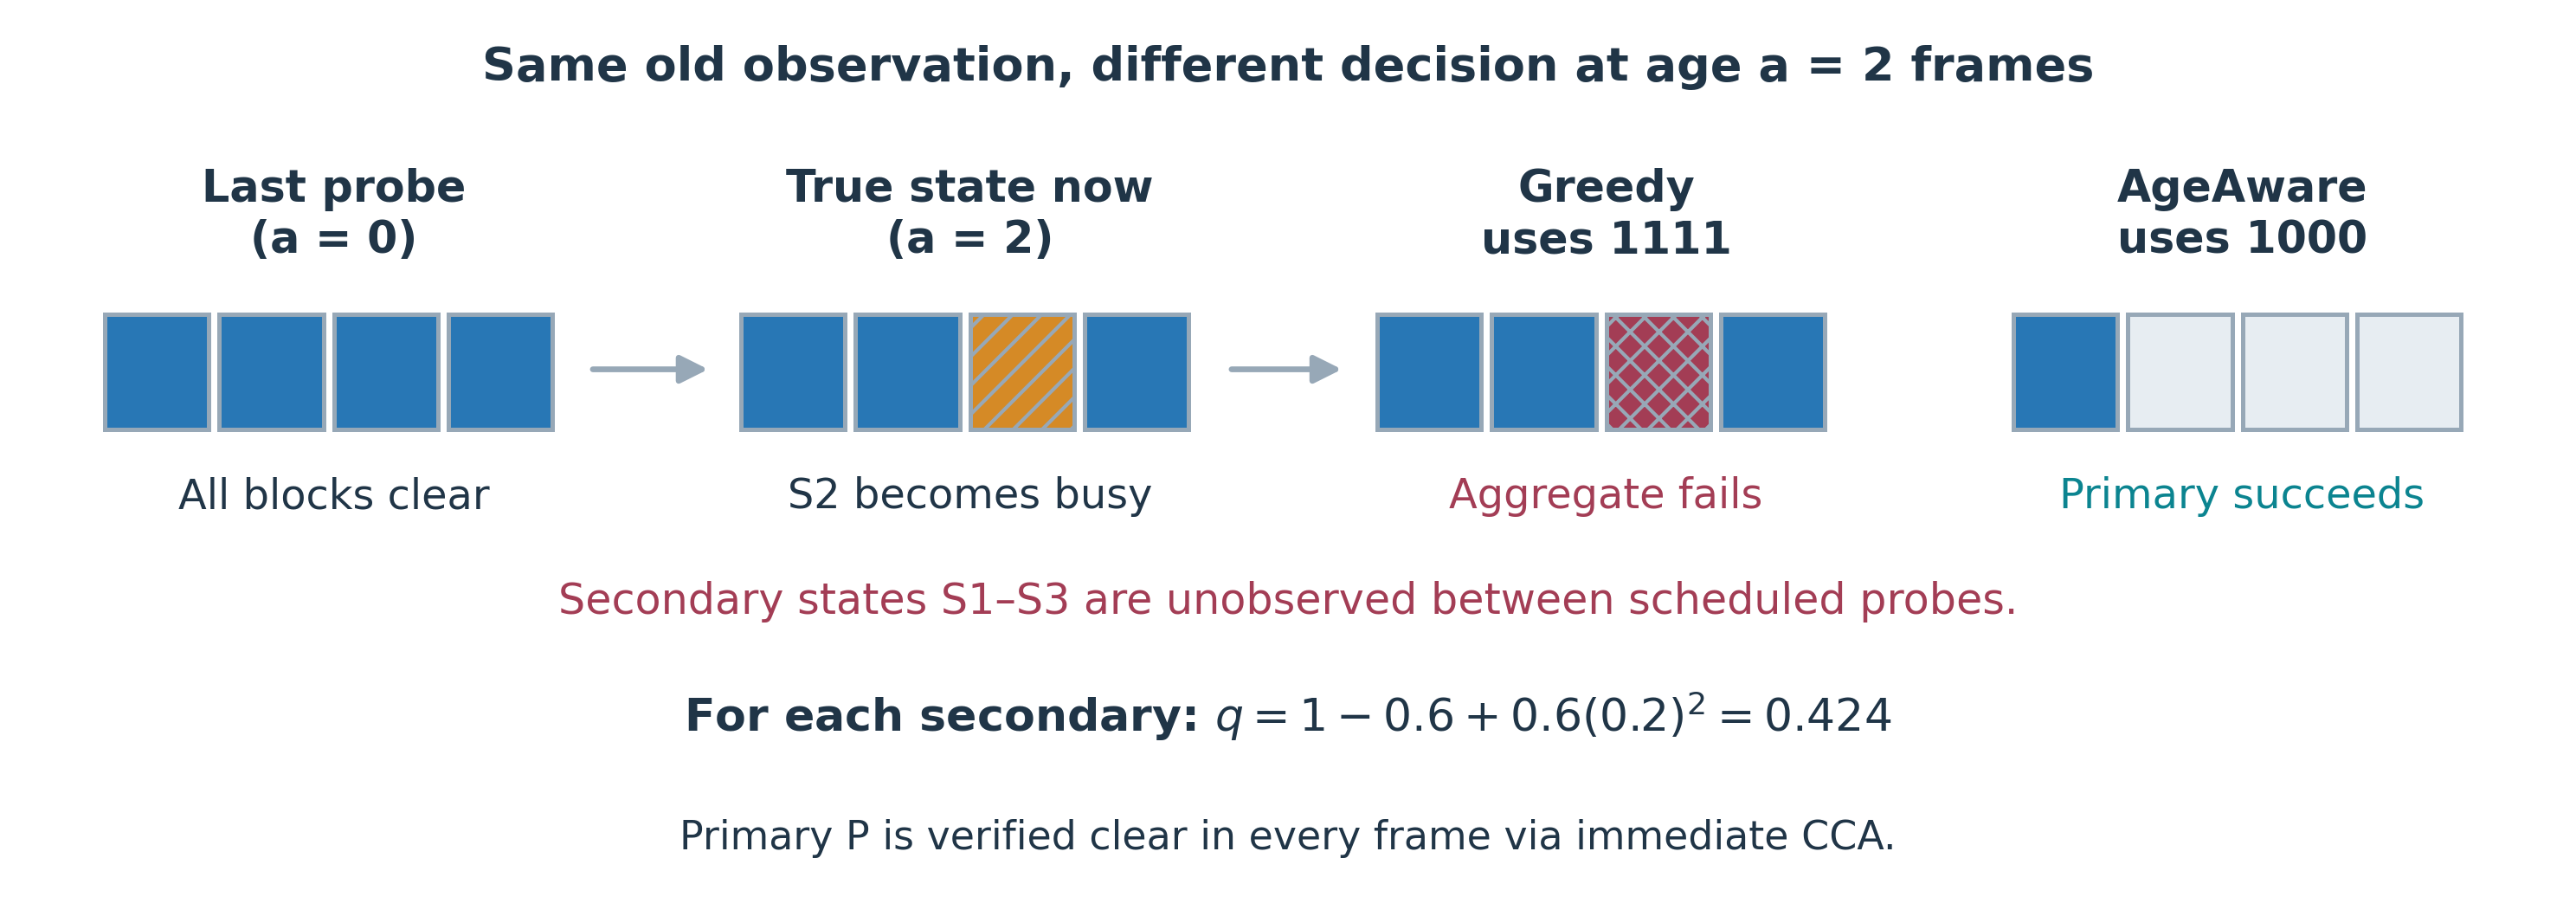 Same old observation, different decision at age a = 2 frames
Last probe
(a = 0)
True state now
(a = 2)
Greedy
uses 1111
AgeAware
uses 1000
All blocks clear
S2 becomes busy
Aggregate fails
Primary succeeds
Secondary states S1–S3 are unobserved between scheduled probes.
For each secondary: q = 1 − 0.6 + 0.6(0.2)² = 0.424
Primary P is verified clear in every frame via immediate CCA.